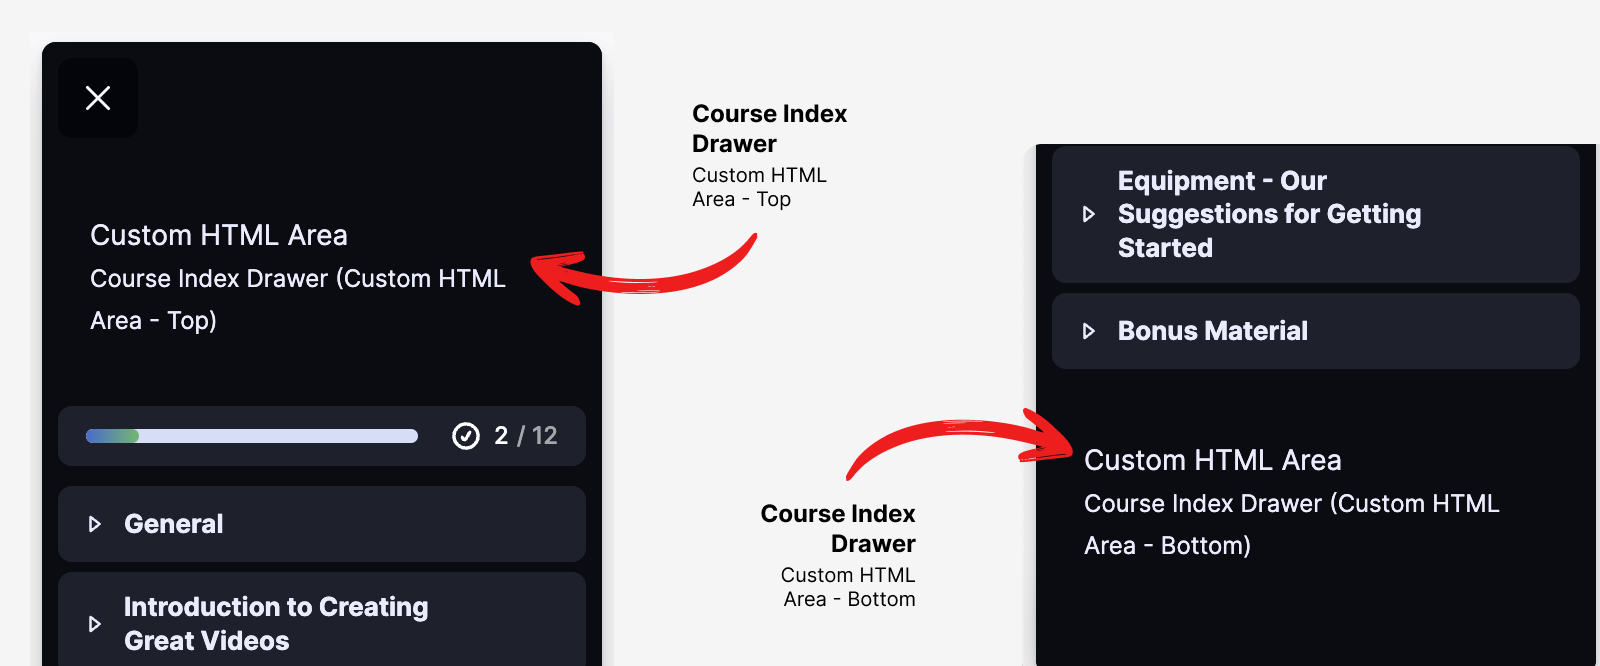 Custom HTML Area
Course Index Drawer (Custom HTML
Area - Top)
2 / 12
General
Introduction to Creating
Great Videos
Course Index
Drawer
Custom HTML
Area - Top
Course Index
Drawer
Custom HTML
Area - Bottom
Equipment - Our
Suggestions for Getting
Started
Bonus Material
Custom HTML Area
Course Index Drawer (Custom HTML
Area - Bottom)